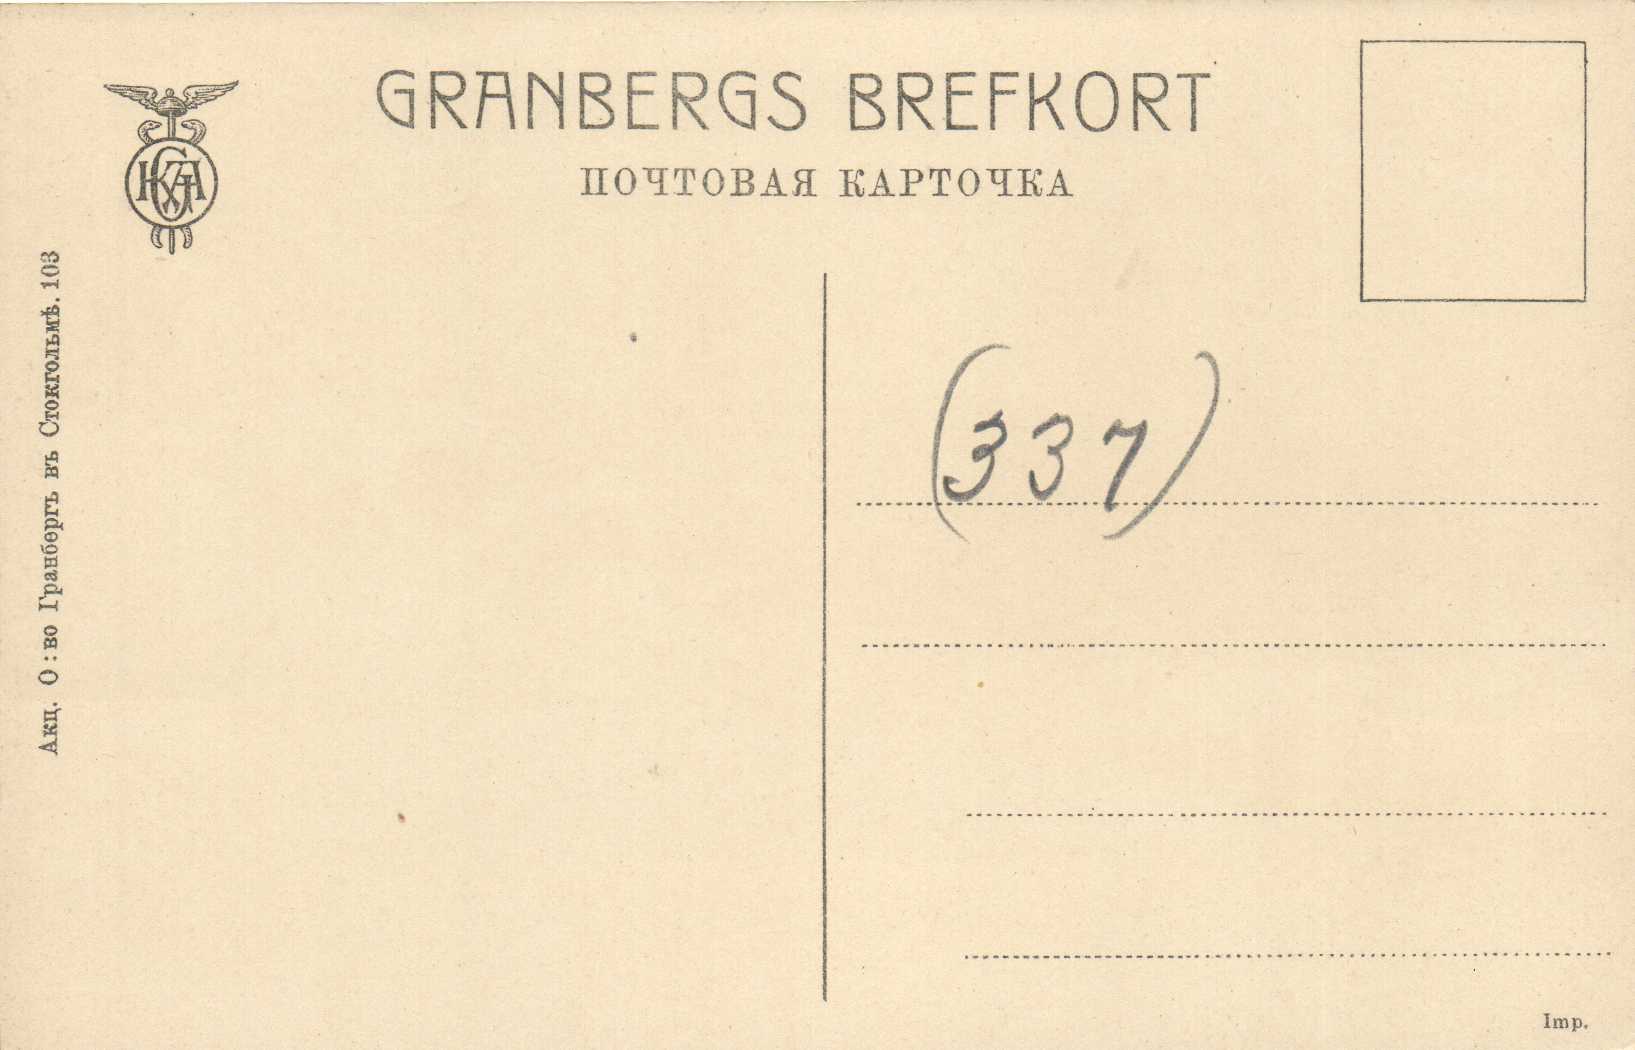 GRANBERGS BREFKORT
ПОЧТОВАЯ КАРТОЧКА
Акц. О:во Гранбергъ въ Стокгольмѣ. 103
(337)
Imp.